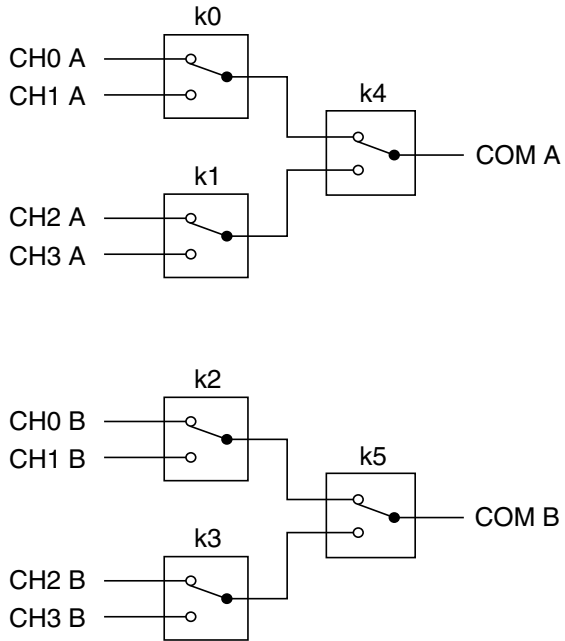 k0
CH0 A
CH1 A
k4
COM A
k1
CH2 A
CH3 A
k2
CH0 B
CH1 B
k5
COM B
k3
CH2 B
CH3 B